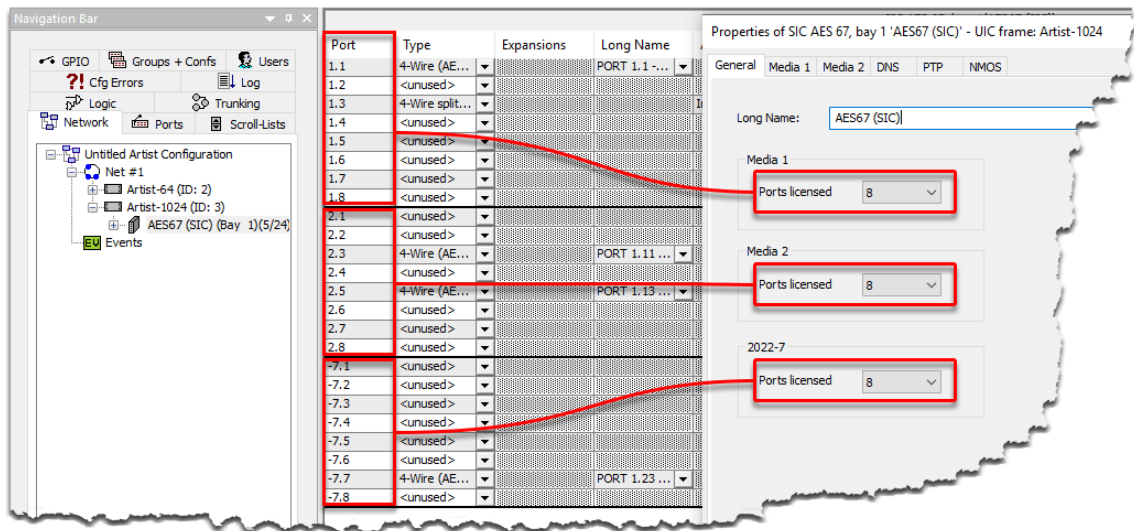 Navigation Bar
GPIO Groups + Confs Users
?! Cfg Errors Log
Logic Trunking
Network Ports Scroll-Lists
Untitled Artist Configuration
Net #1
Artist-64 (ID: 2)
Artist-1024 (ID: 3)
AES67 (SIC) (Bay 1)(5/24)
EV Events
Port Type Expansions Long Name
1.1 4-Wire (AE... PORT 1.1 -...
1.2 <unused>
1.3 4-Wire split...
1.4 <unused>
1.5 <unused>
1.6 <unused>
1.7 <unused>
1.8 <unused>
2.1 <unused>
2.2 <unused>
2.3 4-Wire (AE... PORT 1.11 ...
2.4 <unused>
2.5 4-Wire (AE... PORT 1.13 ...
2.6 <unused>
2.7 <unused>
2.8 <unused>
-7.1 <unused>
-7.2 <unused>
-7.3 <unused>
-7.4 <unused>
-7.5 <unused>
-7.6 <unused>
-7.7 4-Wire (AE... PORT 1.23 ...
-7.8 <unused>
Properties of SIC AES 67, bay 1 'AES67 (SIC)' - UIC frame: Artist-1024
General Media 1 Media 2 DNS PTP NMOS
Long Name: AES67 (SIC)
Media 1
Ports licensed 8
Media 2
Ports licensed 8
2022-7
Ports licensed 8